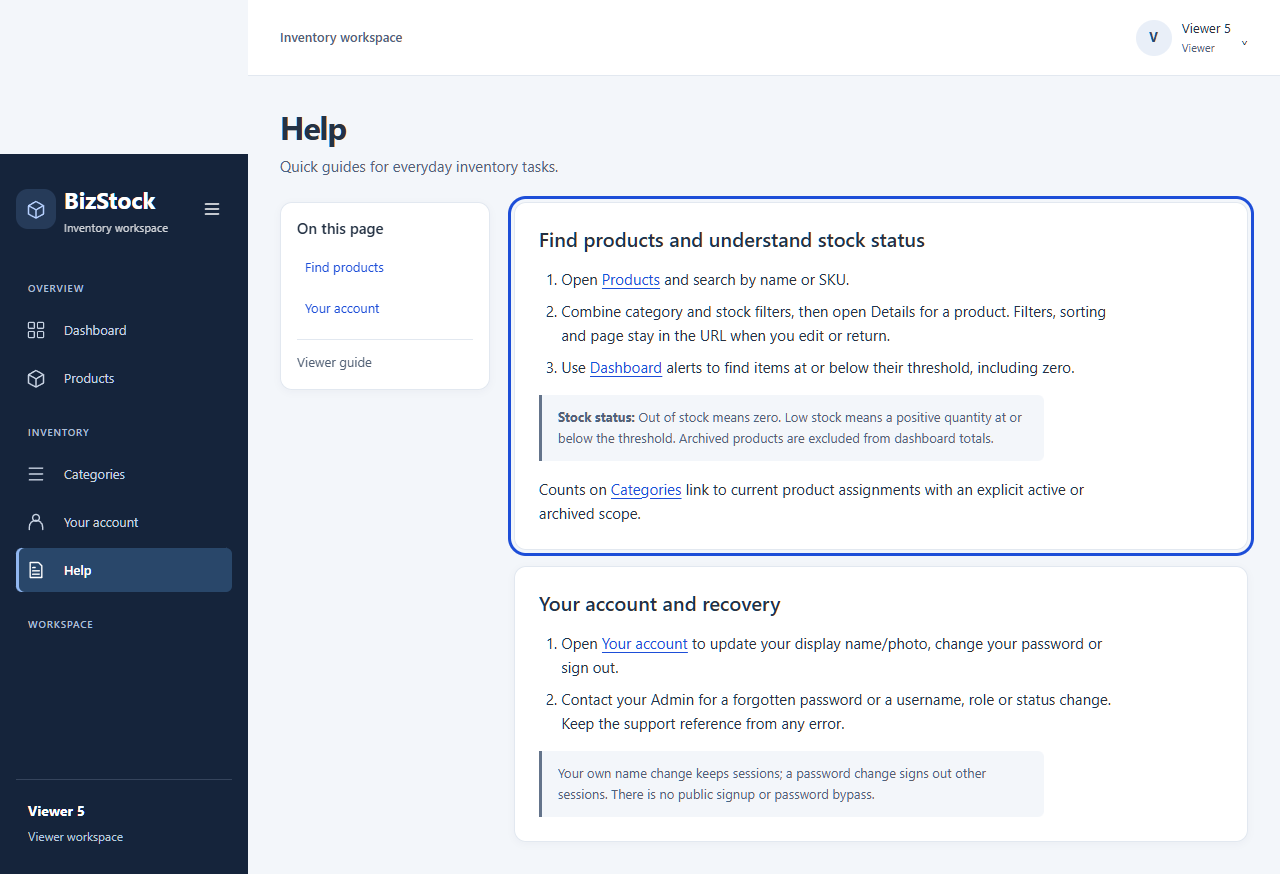 Inventory workspace
V
Viewer 5
Viewer
BizStock
Inventory workspace
OVERVIEW
Dashboard
Products
INVENTORY
Categories
Your account
Help
WORKSPACE
Viewer 5
Viewer workspace
Help
Quick guides for everyday inventory tasks.
On this page
Find products
Your account
Viewer guide
Find products and understand stock status
1. Open Products and search by name or SKU.
2. Combine category and stock filters, then open Details for a product. Filters, sorting
and page stay in the URL when you edit or return.
3. Use Dashboard alerts to find items at or below their threshold, including zero.
Stock status: Out of stock means zero. Low stock means a positive quantity at or
below the threshold. Archived products are excluded from dashboard totals.
Counts on Categories link to current product assignments with an explicit active or
archived scope.
Your account and recovery
1. Open Your account to update your display name/photo, change your password or
sign out.
2. Contact your Admin for a forgotten password or a username, role or status change.
Keep the support reference from any error.
Your own name change keeps sessions; a password change signs out other
sessions. There is no public signup or password bypass.